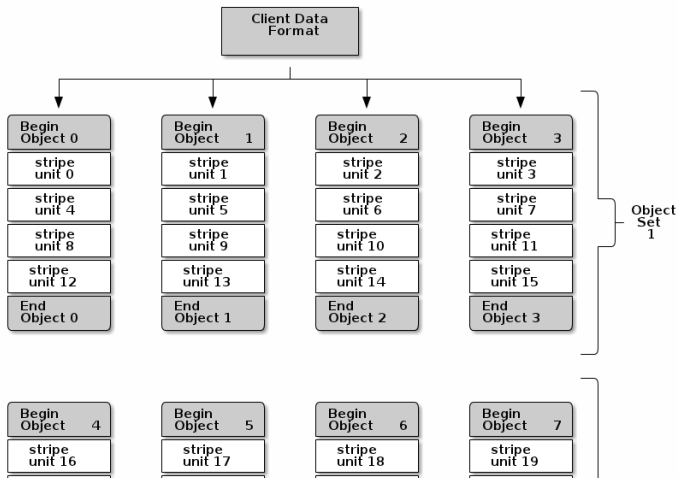 Client Data
Format
Begin
Object 0
Begin
Object 1
Begin
Object 2
Begin
Object 3
stripe
unit 0
stripe
unit 1
stripe
unit 2
stripe
unit 3
stripe
unit 4
stripe
unit 5
stripe
unit 6
stripe
unit 7
Object
Set
1
stripe
unit 8
stripe
unit 9
stripe
unit 10
stripe
unit 11
stripe
unit 12
stripe
unit 13
stripe
unit 14
stripe
unit 15
End
Object 0
End
Object 1
End
Object 2
End
Object 3
Begin
Object 4
Begin
Object 5
Begin
Object 6
Begin
Object 7
stripe
unit 16
stripe
unit 17
stripe
unit 18
stripe
unit 19